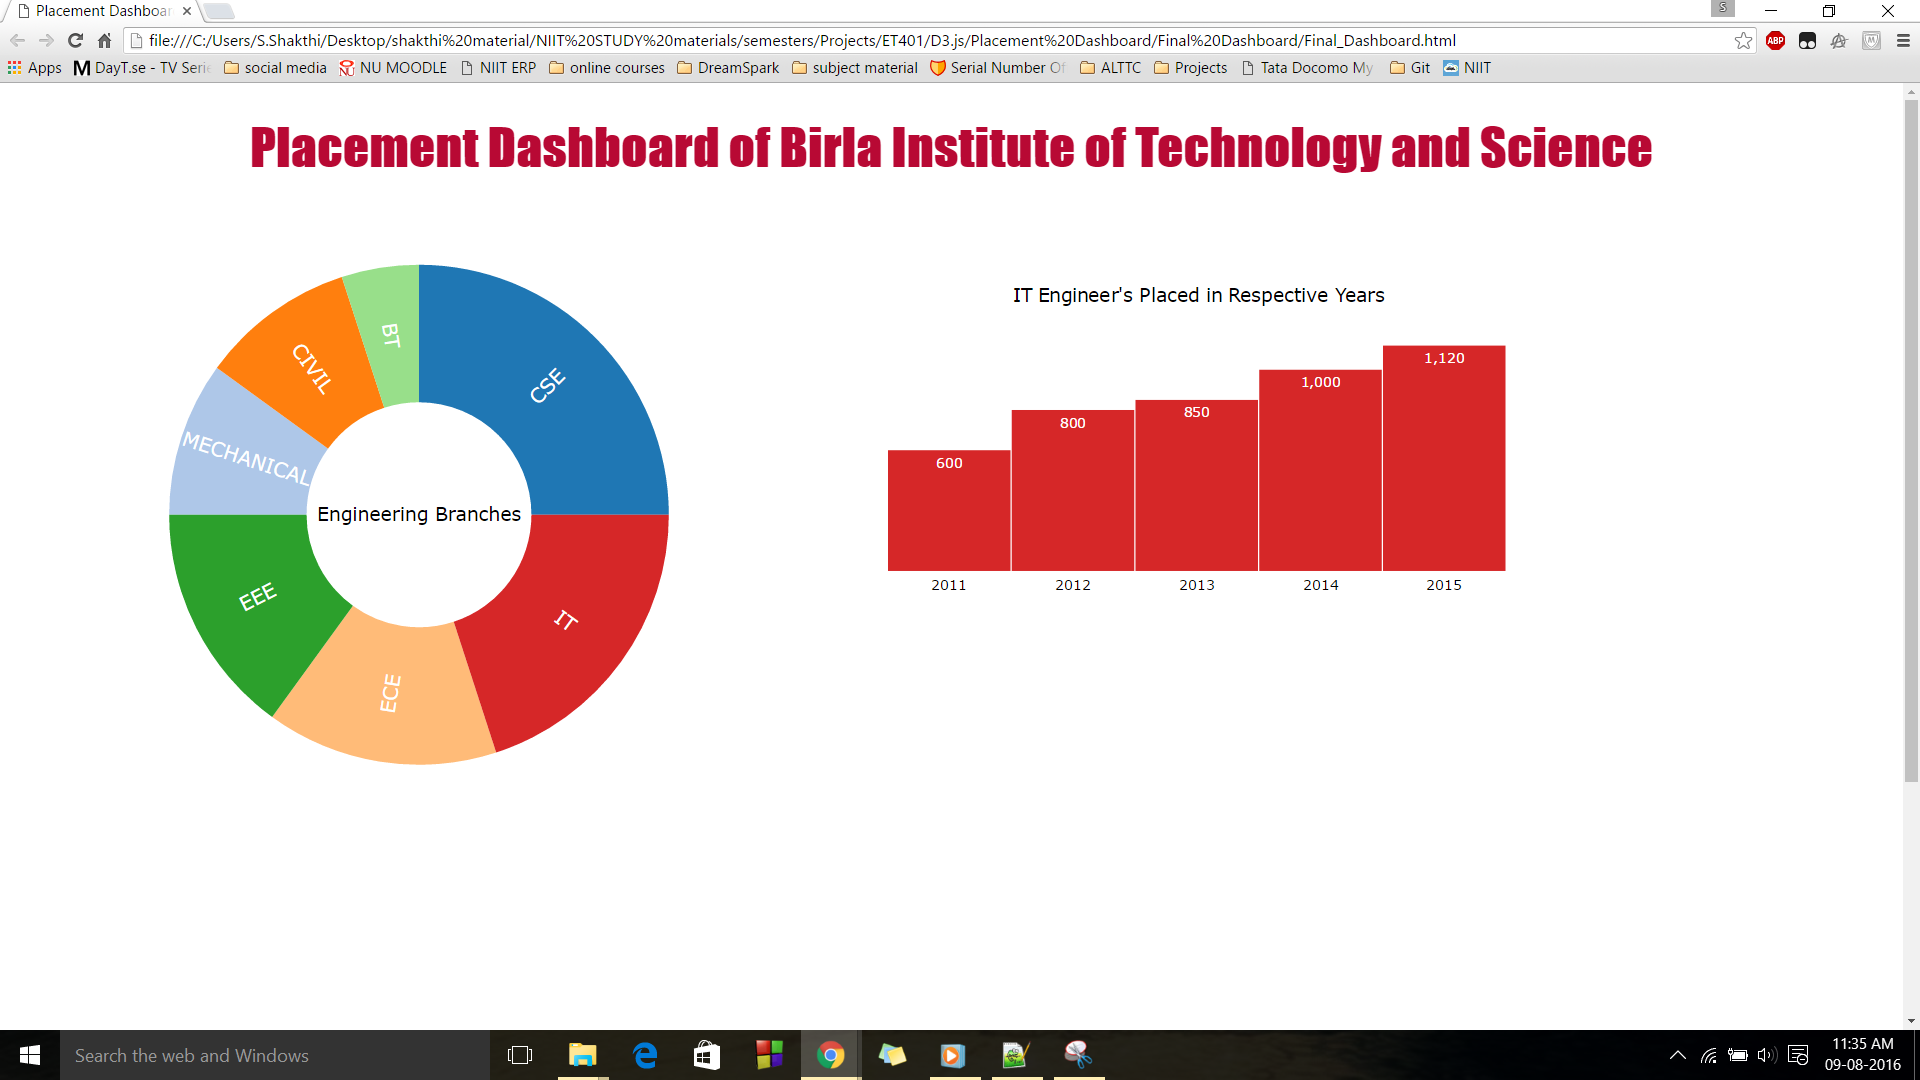 Placement Dashboar
S
file:///C:/Users/S.Shakthi/Desktop/shakthi%20material/NIIT%20STUDY%20materials/semesters/Projects/ET401/D3.js/Placement%20Dashboard/Final%20Dashboard/Final_Dashboard.html
ABP
Apps M DayT.se - TV Serie social media NU MOODLE NIIT ERP online courses DreamSpark subject material Serial Number Of ALTTC Projects Tata Docomo My Git NIIT
Placement Dashboard of Birla Institute of Technology and Science
BT
CSE
CIVIL
MECHANICAL
Engineering Branches
EEE
IT
ECE
IT Engineer's Placed in Respective Years
600 800 850 1,000 1,120
2011 2012 2013 2014 2015
Search the web and Windows
11:35 AM
09-08-2016